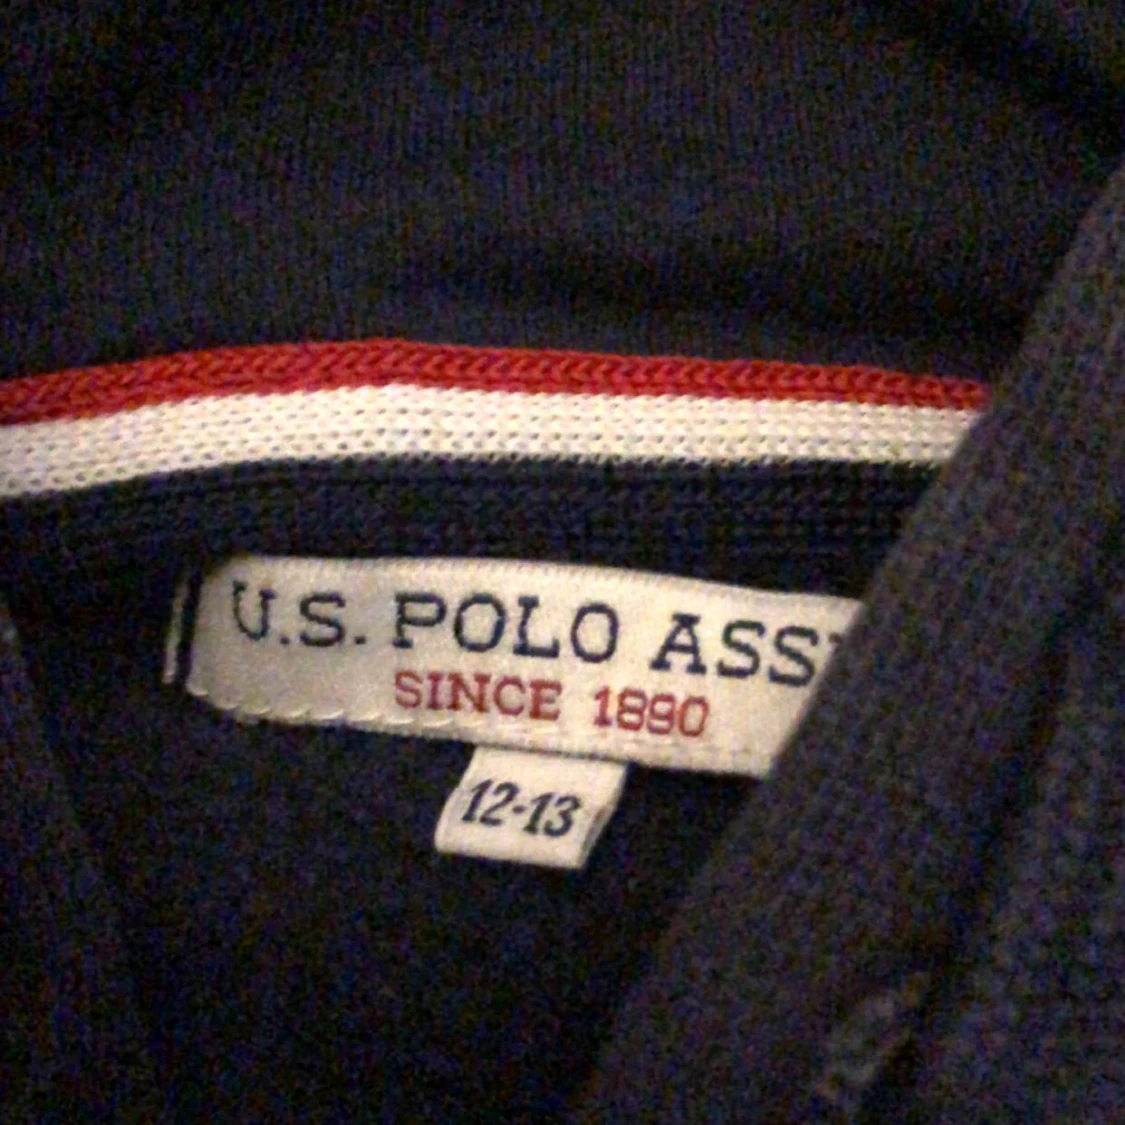 U.S. POLO ASS
SINCE 1890
12-13